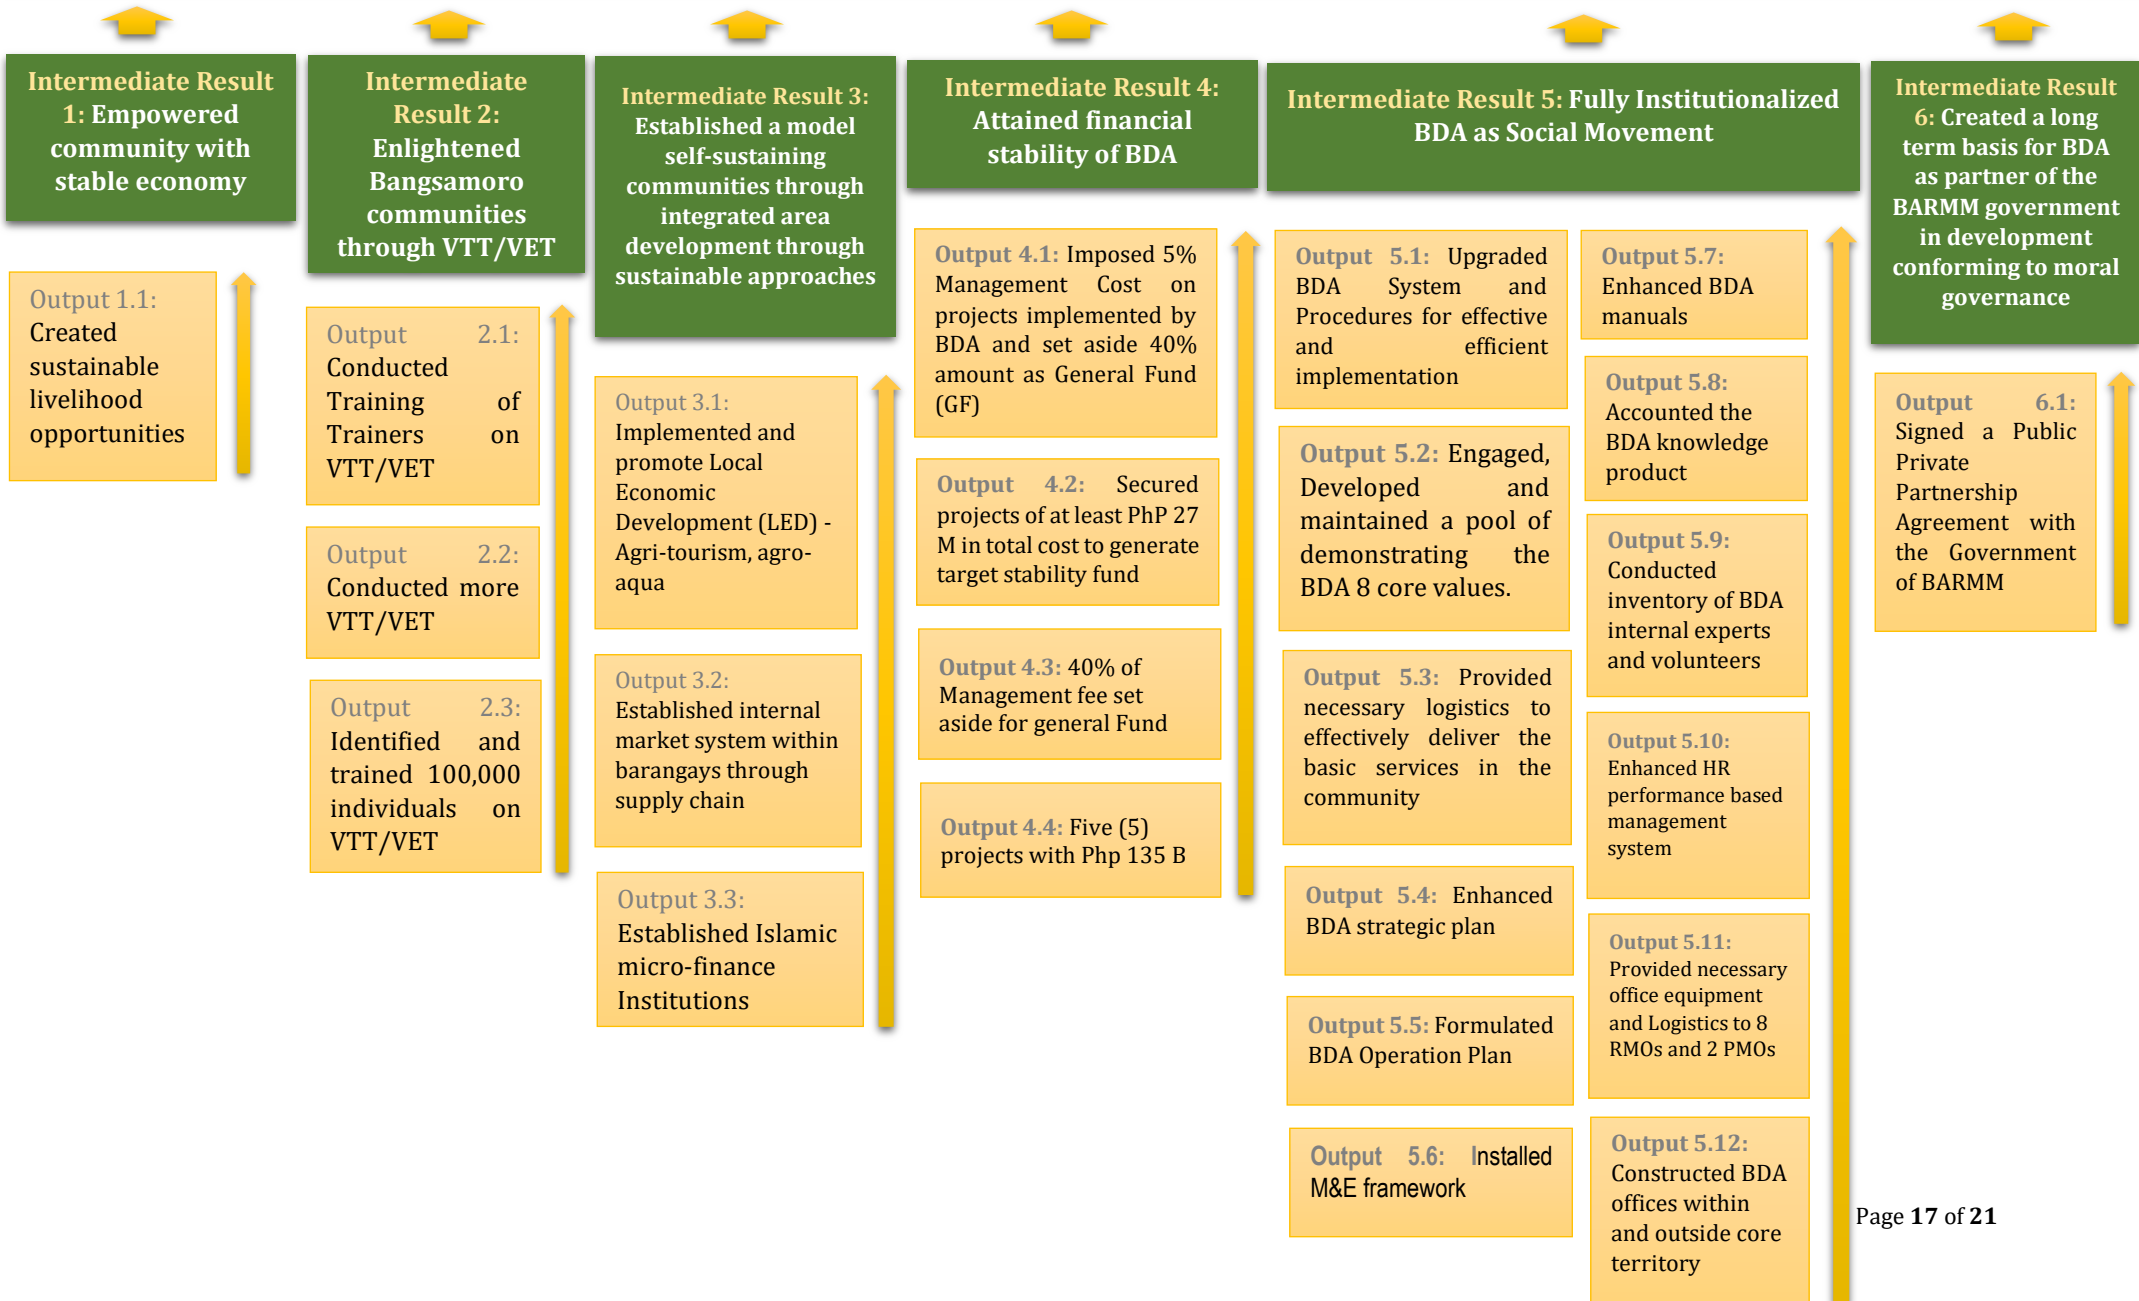 Intermediate Result
1: Empowered
community with
stable economy
Output 1.1:
Created
sustainable
livelihood
opportunities
Intermediate
Result 2:
Enlightened
Bangsamoro
communities
through VTT/VET
Output 2.1:
Conducted
Training of
Trainers on
VTT/VET
Output 2.2:
Conducted more
VTT/VET
Output 2.3:
Identified and
trained 100,000
individuals on
VTT/VET
Intermediate Result 3:
Established a model
self-sustaining
communities through
integrated area
development through
sustainable approaches
Output 3.1:
Implemented and
promote Local
Economic
Development (LED) -
Agri-tourism, agro-
aqua
Output 3.2:
Established internal
market system within
barangays through
supply chain
Output 3.3:
Established Islamic
micro-finance
Institutions
Intermediate Result 4:
Attained financial
stability of BDA
Output 4.1: Imposed 5%
Management Cost on
projects implemented by
BDA and set aside 40%
amount as General Fund
(GF)
Output 4.2: Secured
projects of at least PhP 27
M in total cost to generate
target stability fund
Output 4.3: 40% of
Management fee set
aside for general Fund
Output 4.4: Five (5)
projects with Php 135 B
Intermediate Result 5: Fully Institutionalized
BDA as Social Movement
Output 5.1: Upgraded
BDA System and
Procedures for effective
and efficient
implementation
Output 5.2: Engaged,
Developed and
maintained a pool of
demonstrating the
BDA 8 core values.
Output 5.3: Provided
necessary logistics to
effectively deliver the
basic services in the
community
Output 5.4: Enhanced
BDA strategic plan
Output 5.5: Formulated
BDA Operation Plan
Output 5.6: Installed
M&E framework
Output 5.7:
Enhanced BDA
manuals
Output 5.8:
Accounted the
BDA knowledge
product
Output 5.9:
Conducted
inventory of BDA
internal experts
and volunteers
Output 5.10:
Enhanced HR
performance based
management
system
Output 5.11:
Provided necessary
office equipment
and Logistics to 8
RMOs and 2 PMOs
Output 5.12:
Constructed BDA
offices within
and outside core
territory
Intermediate Result
6: Created a long
term basis for BDA
as partner of the
BARMM government
in development
conforming to moral
governance
Output 6.1:
Signed a Public
Private
Partnership
Agreement with
the Government
of BARMM
Page 17 of 21